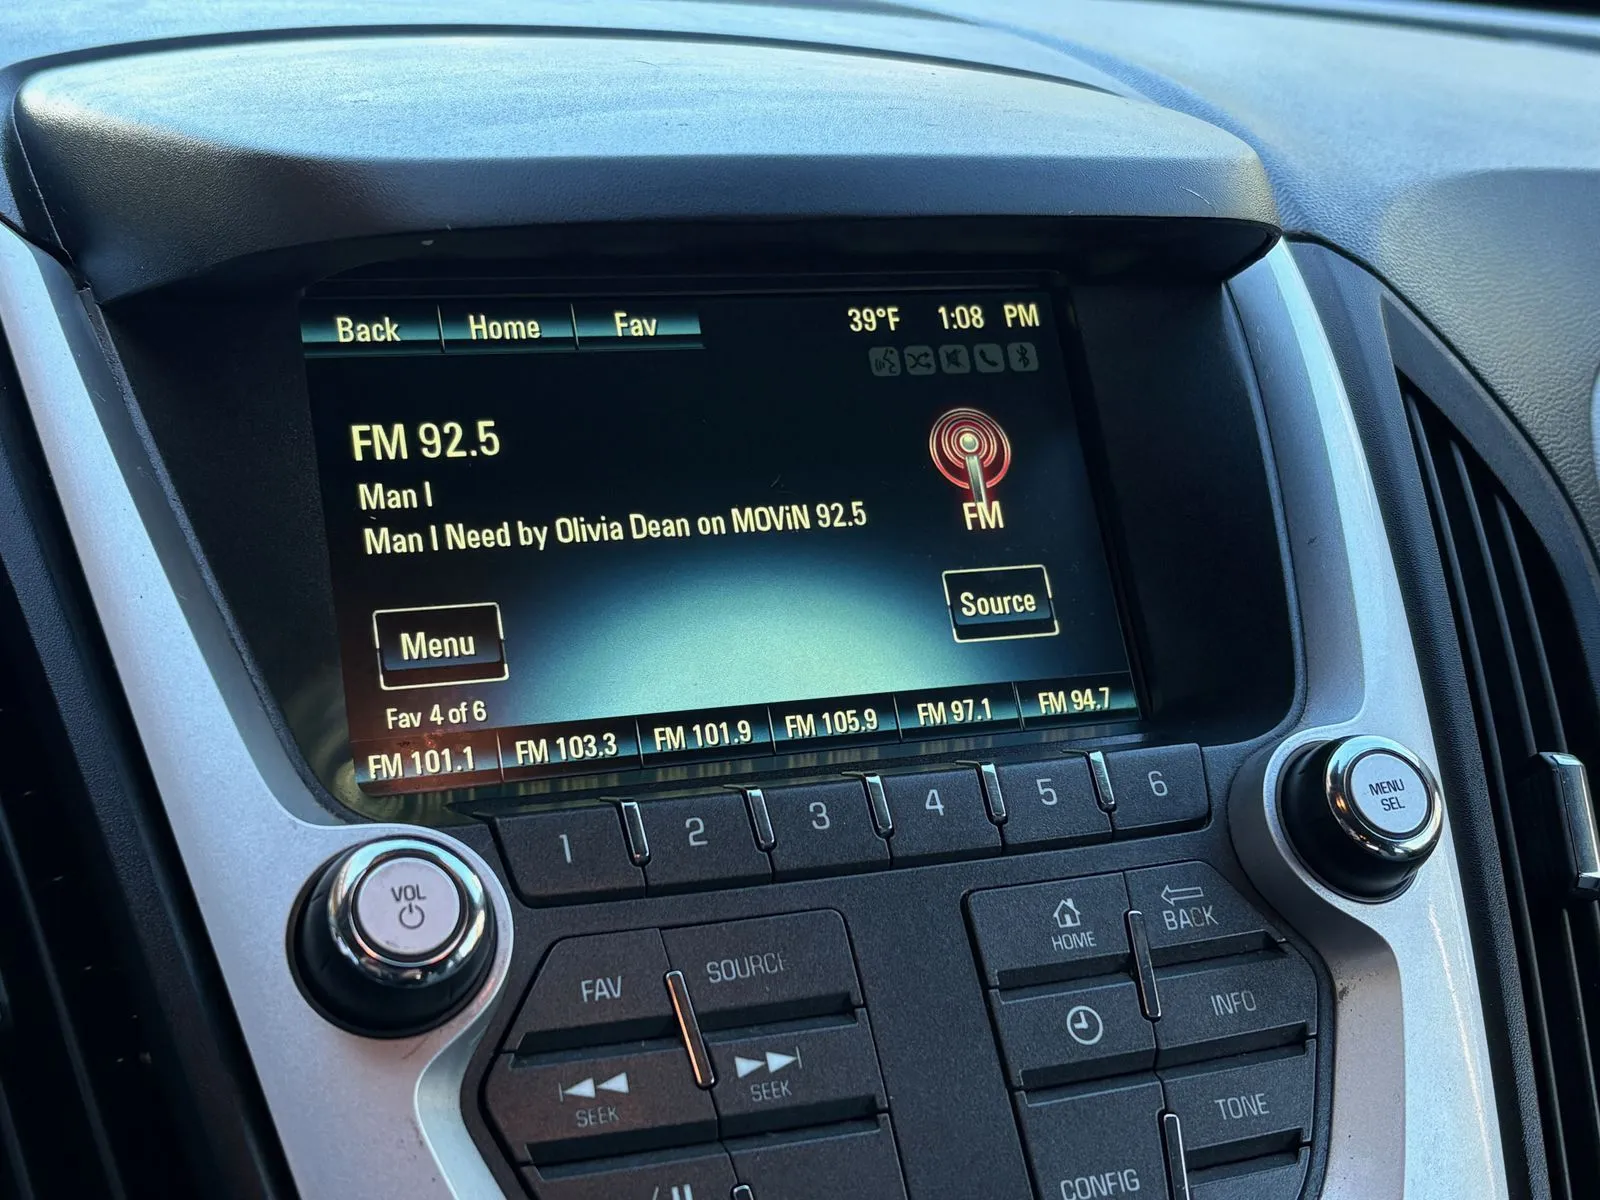 Back Home Fav 39°F 1:08 PM
FM 92.5
Man I
Man I Need by Olivia Dean on MOViN 92.5
FM
Menu Source
Fav 4 of 6
FM 101.1 FM 103.3 FM 101.9 FM 105.9 FM 97.1 FM 94.7
1 2 3 4 5 6
VOL
MENU
SEL
FAV SOURCE
HOME
BACK
SEEK
SEEK
INFO
TONE
CONFIG